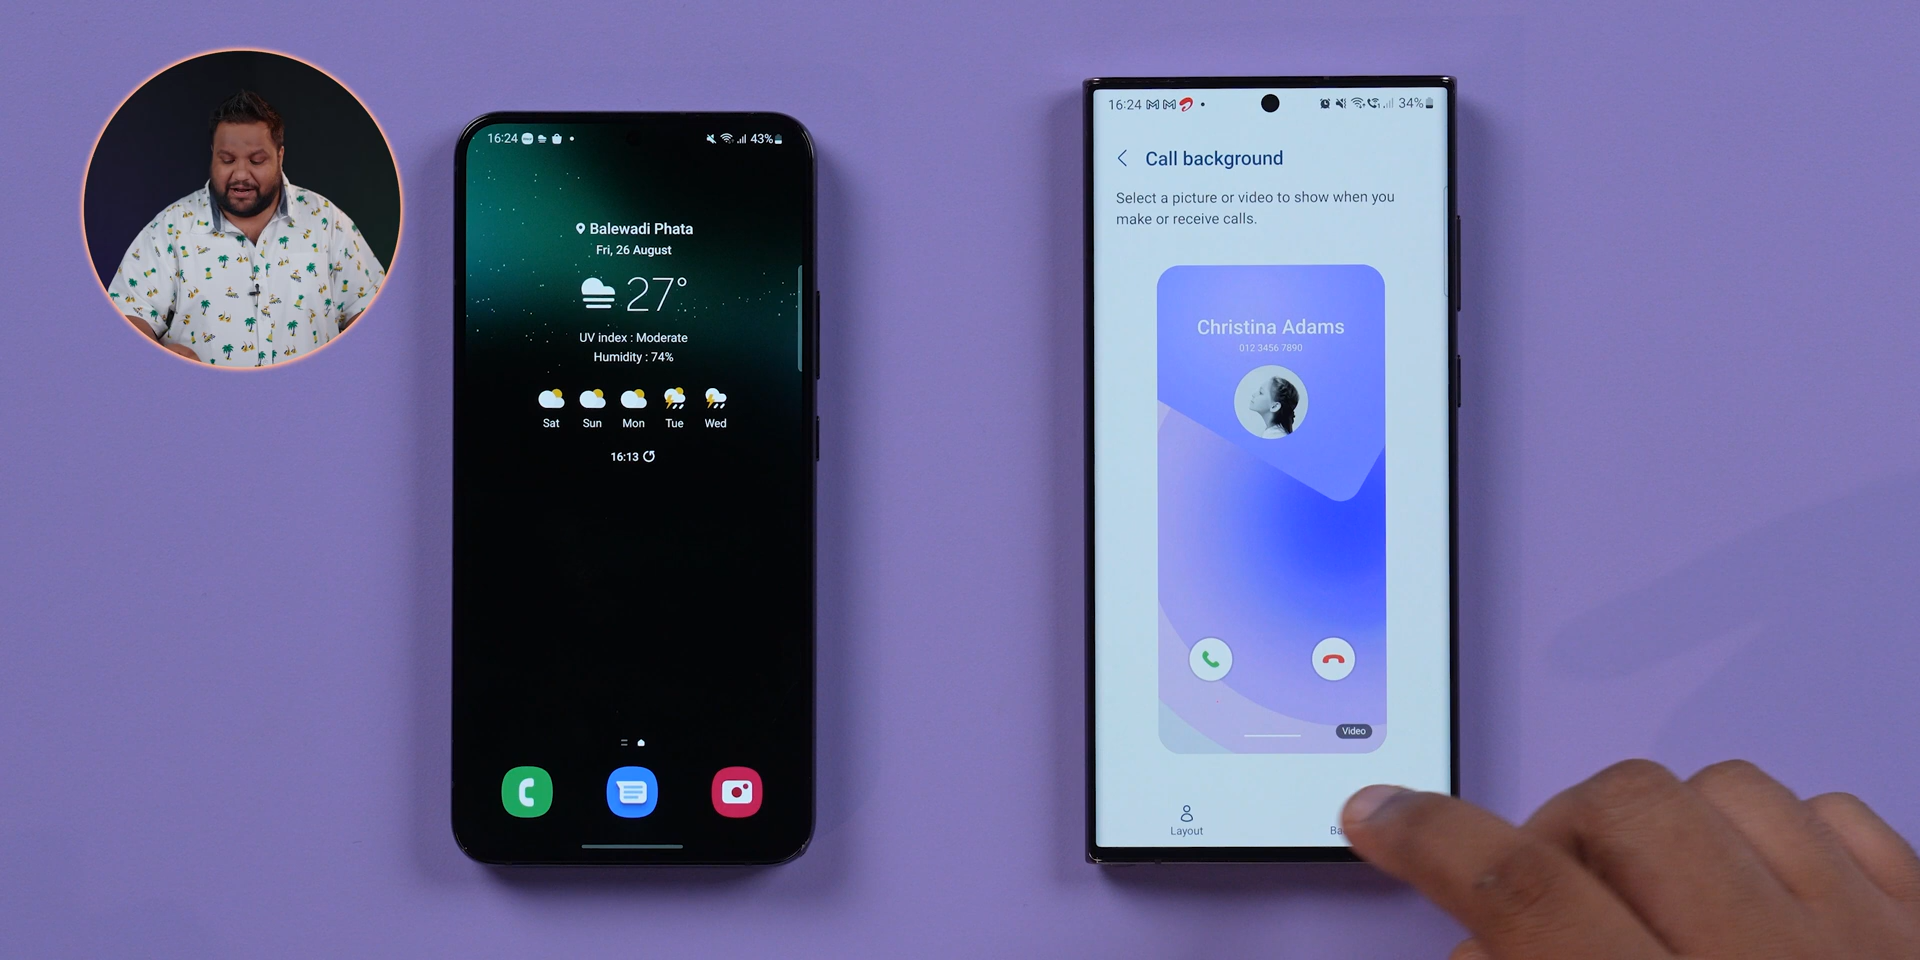 16:24
43%
Balewadi Phata
Fri, 26 August
27°
UV index : Moderate
Humidity : 74%
Sat Sun Mon Tue Wed
16:13
16:24
34%
Call background
Select a picture or video to show when you
make or receive calls.
Christina Adams
012 3456 7890
Video
Layout
Ba